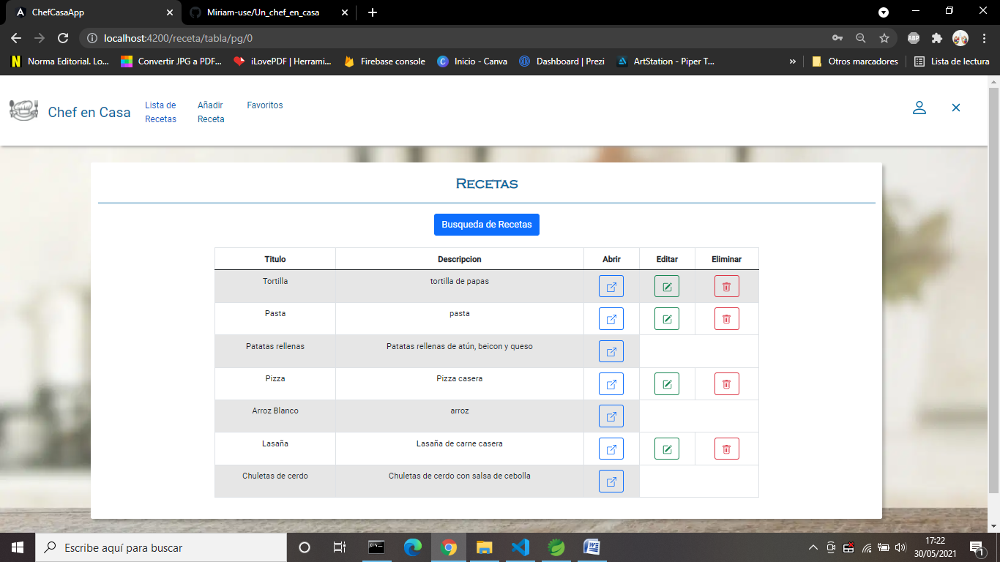 ChefCasaApp
Miriam-use/Un_chef_en_casa
localhost:4200/receta/tabla/pg/0
ABP
N Norma Editorial. Lo...
Convertir JPG a PDF...
iLovePDF | Herrami...
Firebase console
Inicio - Canva
Dashboard | Prezi
ArtStation - Piper T...
»
Otros marcadores
Lista de lectura
Chef en Casa
Lista de Recetas
Añadir Receta
Favoritos
Recetas
Busqueda de Recetas
Titulo Descripcion Abrir Editar Eliminar
Tortilla tortilla de papas
Pasta pasta
Patatas rellenas Patatas rellenas de atún, beicon y queso
Pizza Pizza casera
Arroz Blanco arroz
Lasaña Lasaña de carne casera
Chuletas de cerdo Chuletas de cerdo con salsa de cebolla
Escribe aquí para buscar
17:22
30/05/2021
1